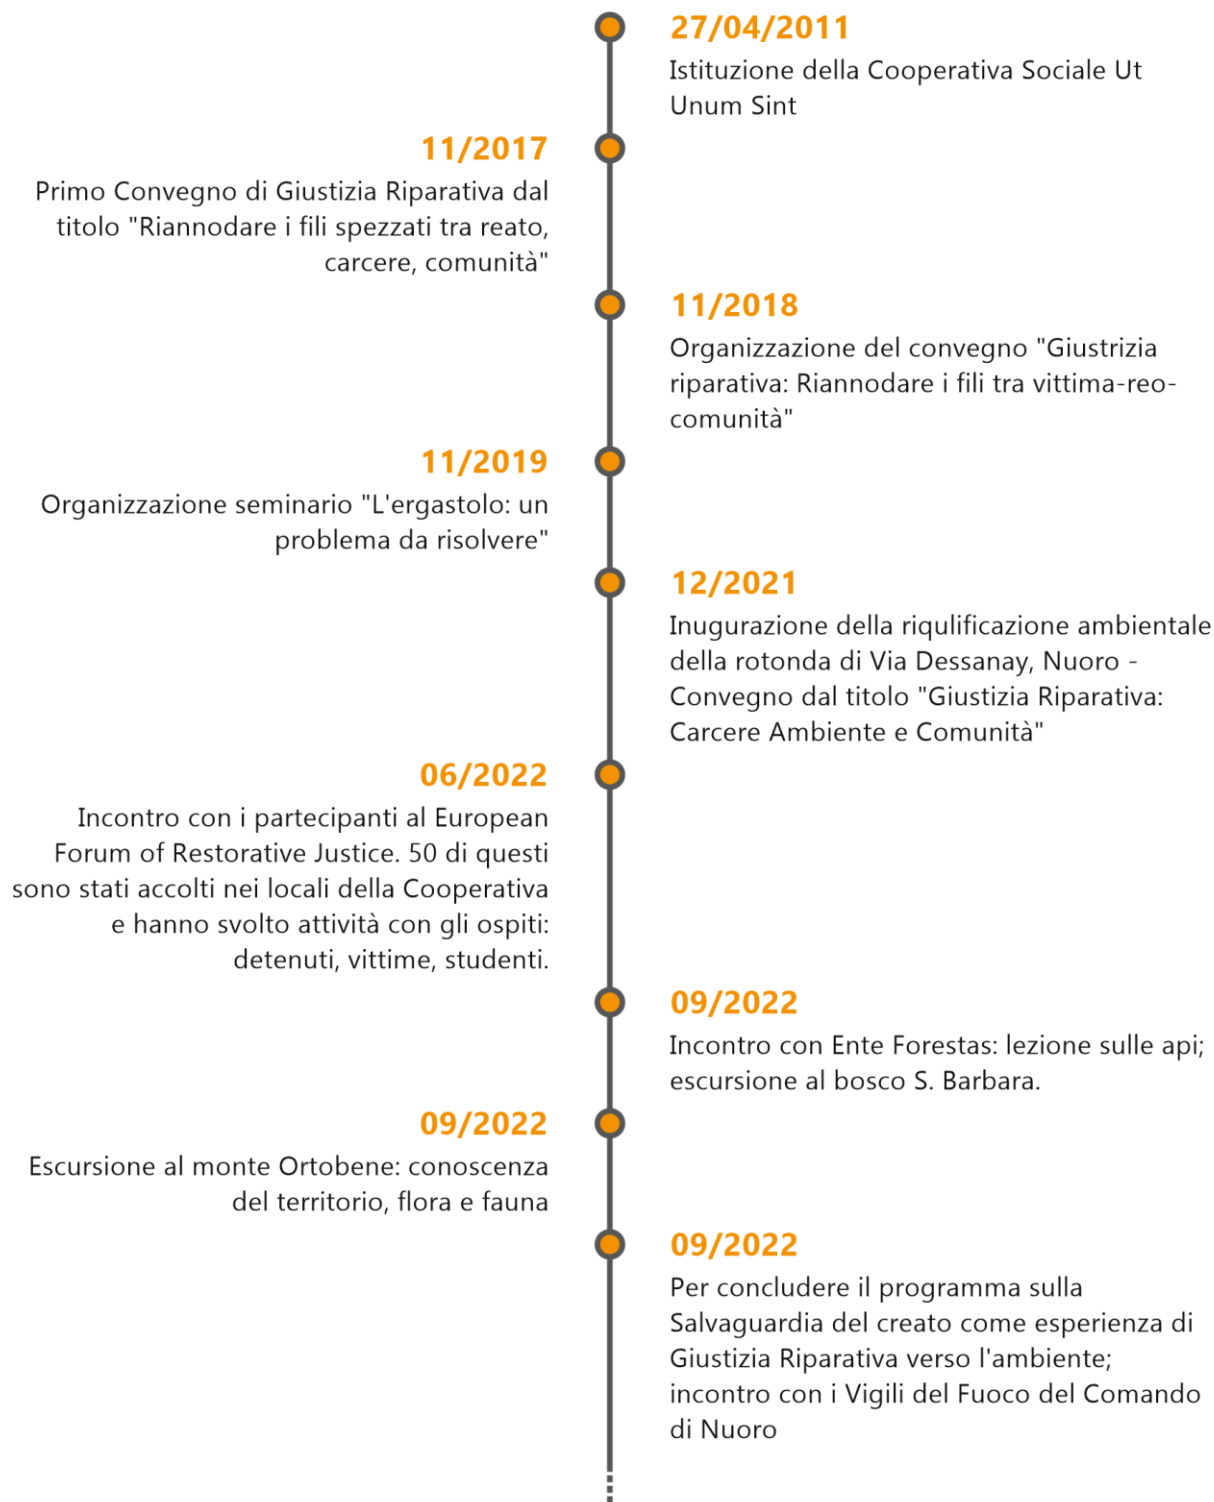 27/04/2011
Istituzione della Cooperativa Sociale Ut
Unum Sint
11/2017
Primo Convegno di Giustizia Riparativa dal
titolo "Riannodare i fili spezzati tra reato,
carcere, comunità"
11/2018
Organizzazione del convegno "Giustrizia
riparativa: Riannodare i fili tra vittima-reo-
comunità"
11/2019
Organizzazione seminario "L'ergastolo: un
problema da risolvere"
12/2021
Inugurazione della riqulificazione ambientale
della rotonda di Via Dessanay, Nuoro -
Convegno dal titolo "Giustizia Riparativa:
Carcere Ambiente e Comunità"
06/2022
Incontro con i partecipanti al European
Forum of Restorative Justice. 50 di questi
sono stati accolti nei locali della Cooperativa
e hanno svolto attività con gli ospiti:
detenuti, vittime, studenti.
09/2022
Incontro con Ente Forestas: lezione sulle api;
escursione al bosco S. Barbara.
09/2022
Escursione al monte Ortobene: conoscenza
del territorio, flora e fauna
09/2022
Per concludere il programma sulla
Salvaguardia del creato come esperienza di
Giustizia Riparativa verso l'ambiente;
incontro con i Vigili del Fuoco del Comando
di Nuoro